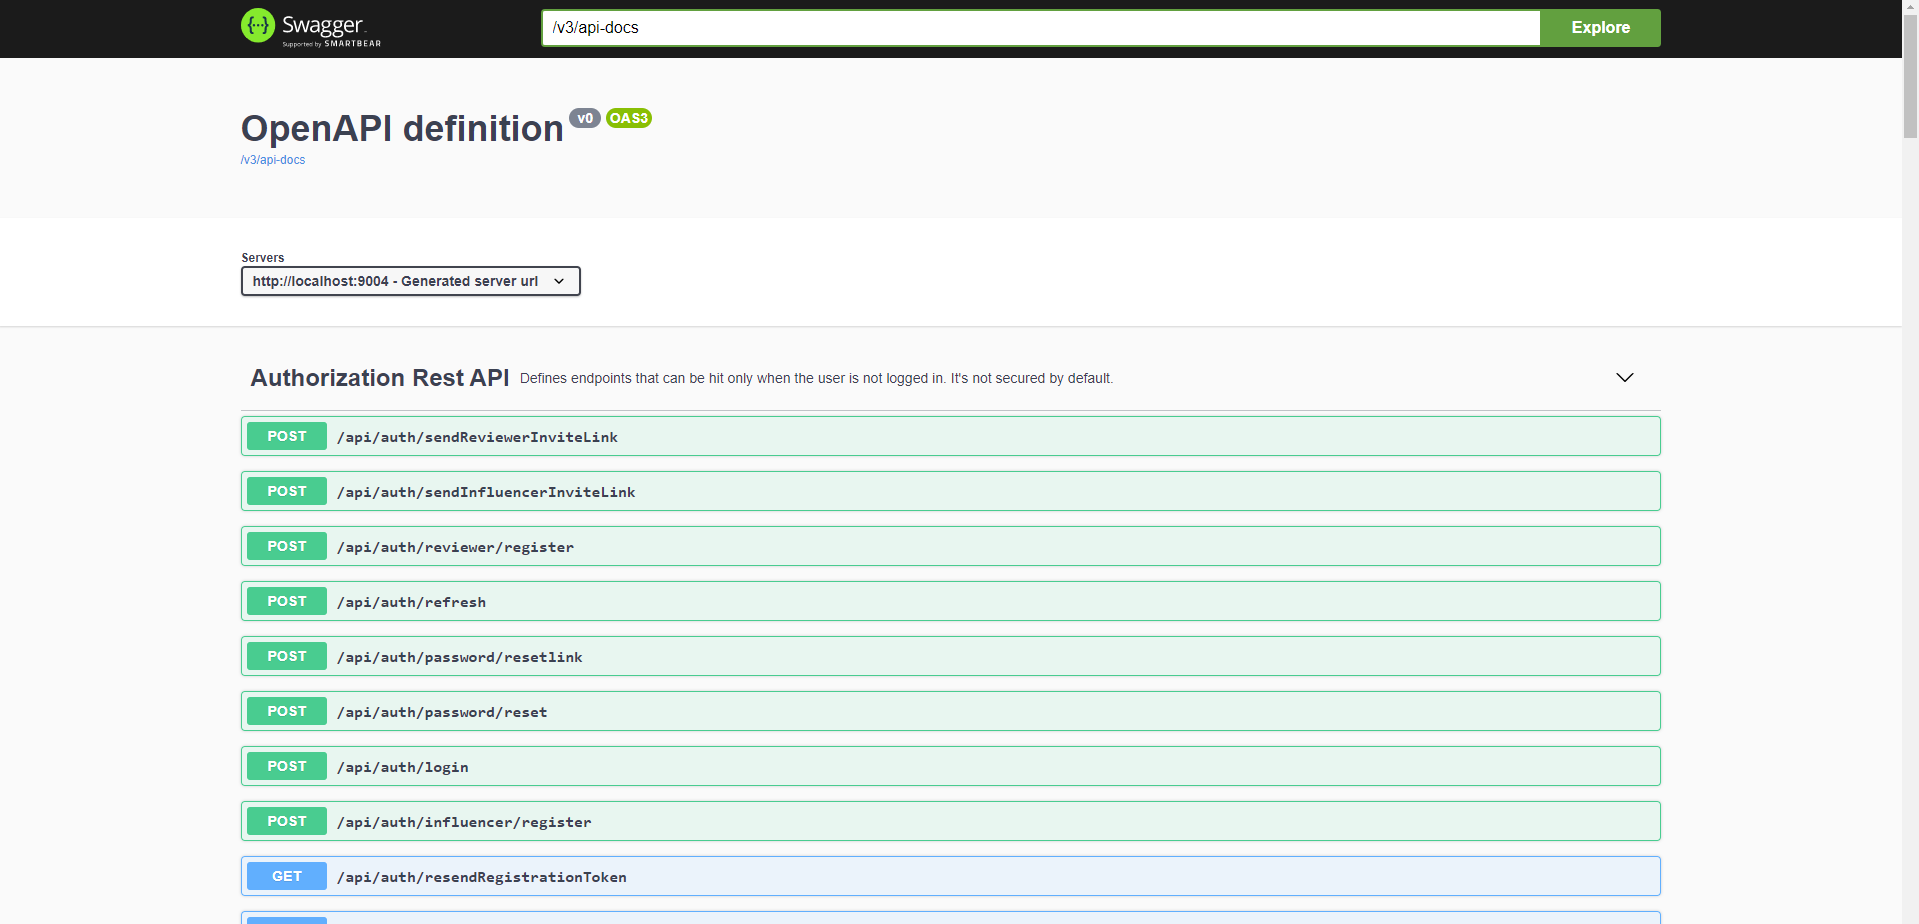 Swagger.
Supported by SMARTBEAR
/v3/api-docs
Explore
OpenAPI definition v0 OAS3
/v3/api-docs
Servers
http://localhost:9004 - Generated server url
Authorization Rest API Defines endpoints that can be hit only when the user is not logged in. It's not secured by default.
POST /api/auth/sendReviewerInviteLink
POST /api/auth/sendInfluencerInviteLink
POST /api/auth/reviewer/register
POST /api/auth/refresh
POST /api/auth/password/resetlink
POST /api/auth/password/reset
POST /api/auth/login
POST /api/auth/influencer/register
GET /api/auth/resendRegistrationToken